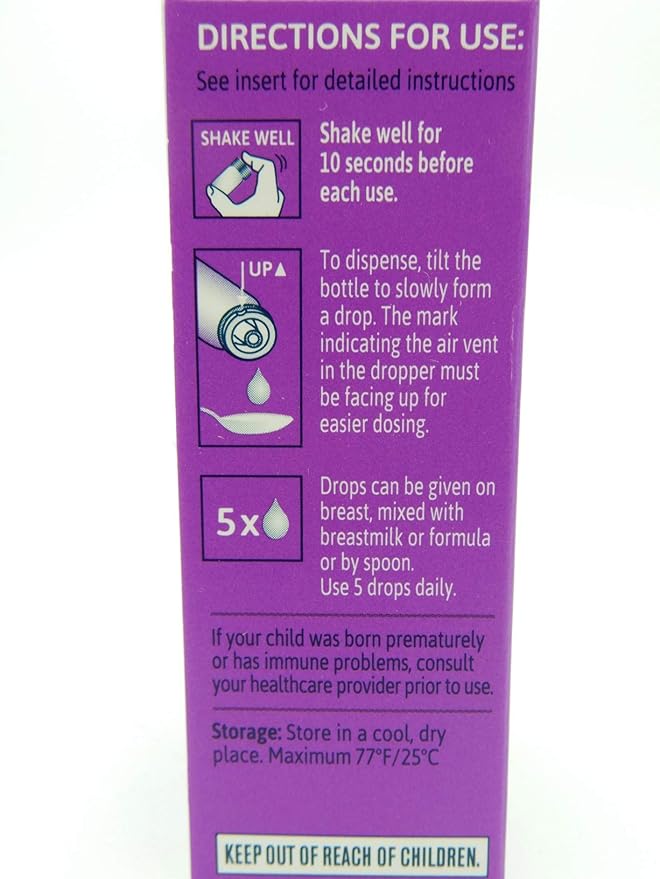 DIRECTIONS FOR USE:
See insert for detailed instructions
SHAKE WELL
Shake well for
10 seconds before
each use.
UP▲
To dispense, tilt the
bottle to slowly form
a drop. The mark
indicating the air vent
in the dropper must
be facing up for
easier dosing.
5x
Drops can be given on
breast, mixed with
breastmilk or formula
or by spoon.
Use 5 drops daily.
If your child was born prematurely
or has immune problems, consult
your healthcare provider prior to use.
Storage: Store in a cool, dry
place. Maximum 77°F/25°C
KEEP OUT OF REACH OF CHILDREN.